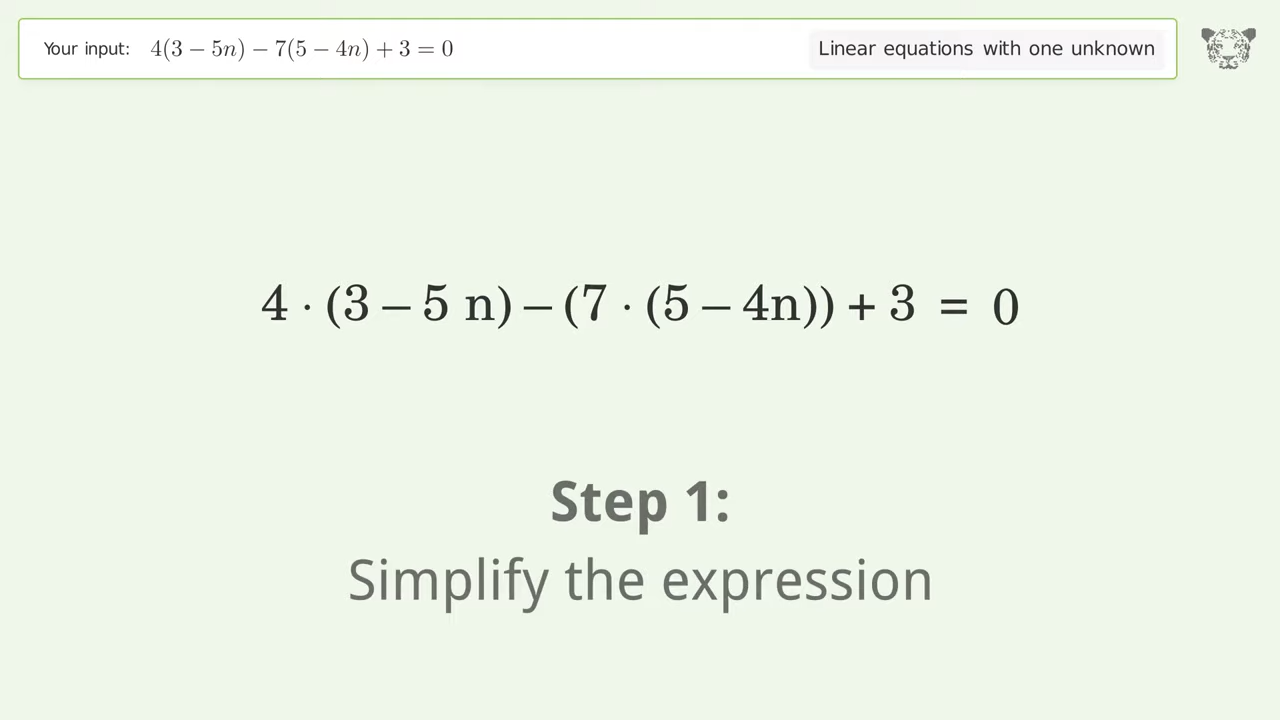 Your input: 4(3 − 5n) − 7(5 − 4n) + 3 = 0 Linear equations with one unknown
4 · (3 − 5 n) − (7 · (5 − 4n)) + 3 = 0
Step 1:
Simplify the expression